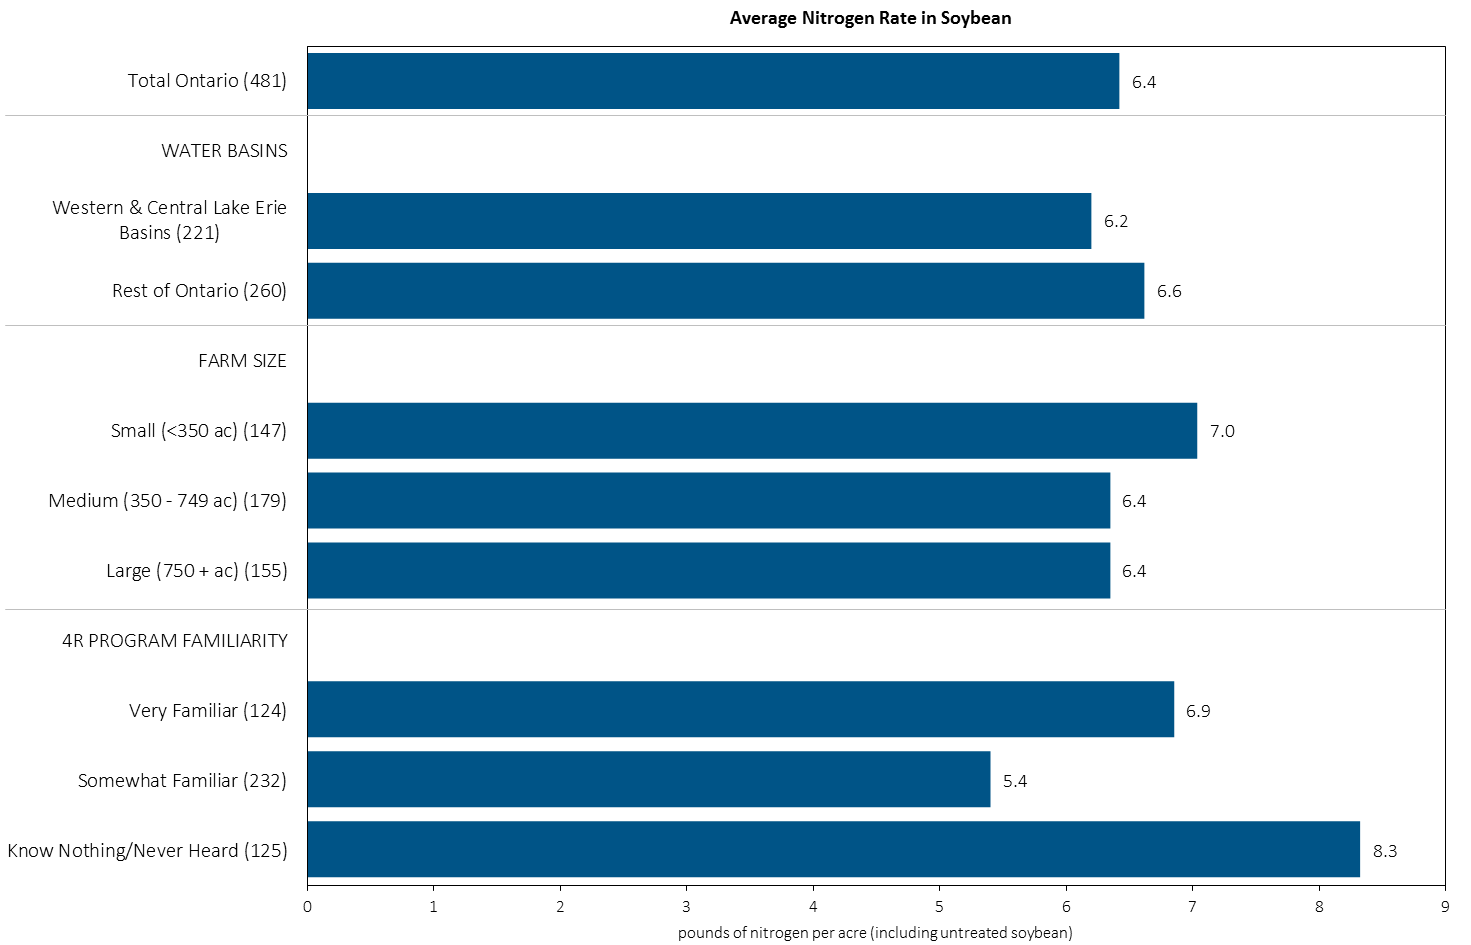 Average Nitrogen Rate in Soybean
Total Ontario (481)
6.4
WATER BASINS
Western & Central Lake Erie
Basins (221)
6.2
Rest of Ontario (260)
6.6
FARM SIZE
Small (<350 ac) (147)
7.0
Medium (350 - 749 ac) (179)
6.4
Large (750 + ac) (155)
6.4
4R PROGRAM FAMILIARITY
Very Familiar (124)
6.9
Somewhat Familiar (232)
5.4
Know Nothing/Never Heard (125)
8.3
0 1 2 3 4 5 6 7 8 9
pounds of nitrogen per acre (including untreated soybean)